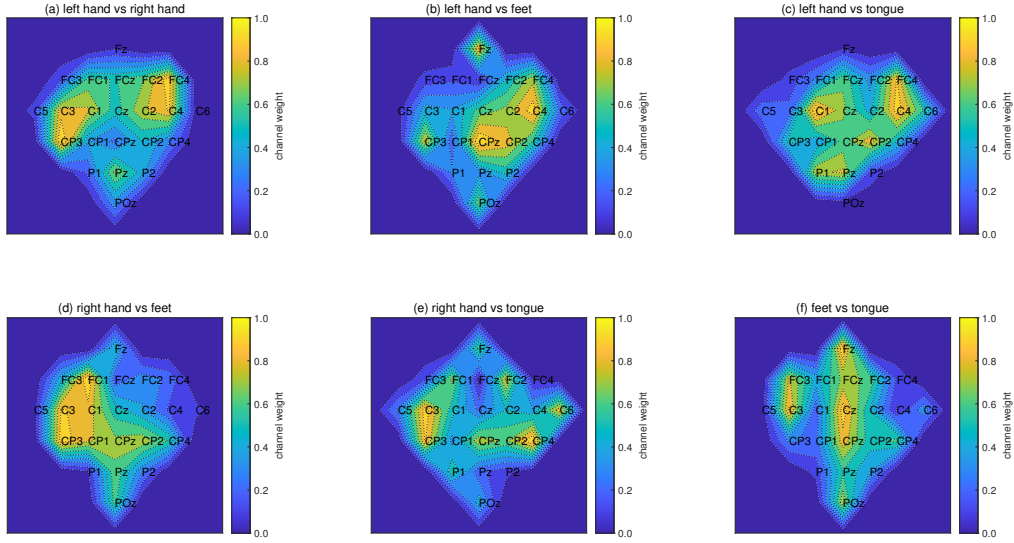 (a) left hand vs right hand
Fz
FC3 FC1 FCz FC2 FC4
C5 C3 C1 Cz C2 C4 C6
CP3 CP1 CPz CP2 CP4
P1 Pz P2
POz
1.0
0.8
0.6
0.4
0.2
0.0
channel weight
(b) left hand vs feet
Fz
FC3 FC1 FCz FC2 FC4
C5 C3 C1 Cz C2 C4 C6
CP3 CP1 CPz CP2 CP4
P1 Pz P2
POz
1.0
0.8
0.6
0.4
0.2
0.0
channel weight
(c) left hand vs tongue
Fz
FC3 FC1 FCz FC2 FC4
C5 C3 C1 Cz C2 C4 C6
CP3 CP1 CPz CP2 CP4
P1 Pz P2
POz
1.0
0.8
0.6
0.4
0.2
0.0
channel weight
(d) right hand vs feet
Fz
FC3 FC1 FCz FC2 FC4
C5 C3 C1 Cz C2 C4 C6
CP3 CP1 CPz CP2 CP4
P1 Pz P2
POz
1.0
0.8
0.6
0.4
0.2
0.0
channel weight
(e) right hand vs tongue
Fz
FC3 FC1 FCz FC2 FC4
C5 C3 C1 Cz C2 C4 C6
CP3 CP1 CPz CP2 CP4
P1 Pz P2
POz
1.0
0.8
0.6
0.4
0.2
0.0
channel weight
(f) feet vs tongue
Fz
FC3 FC1 FCz FC2 FC4
C5 C3 C1 Cz C2 C4 C6
CP3 CP1 CPz CP2 CP4
P1 Pz P2
POz
1.0
0.8
0.6
0.4
0.2
0.0
channel weight